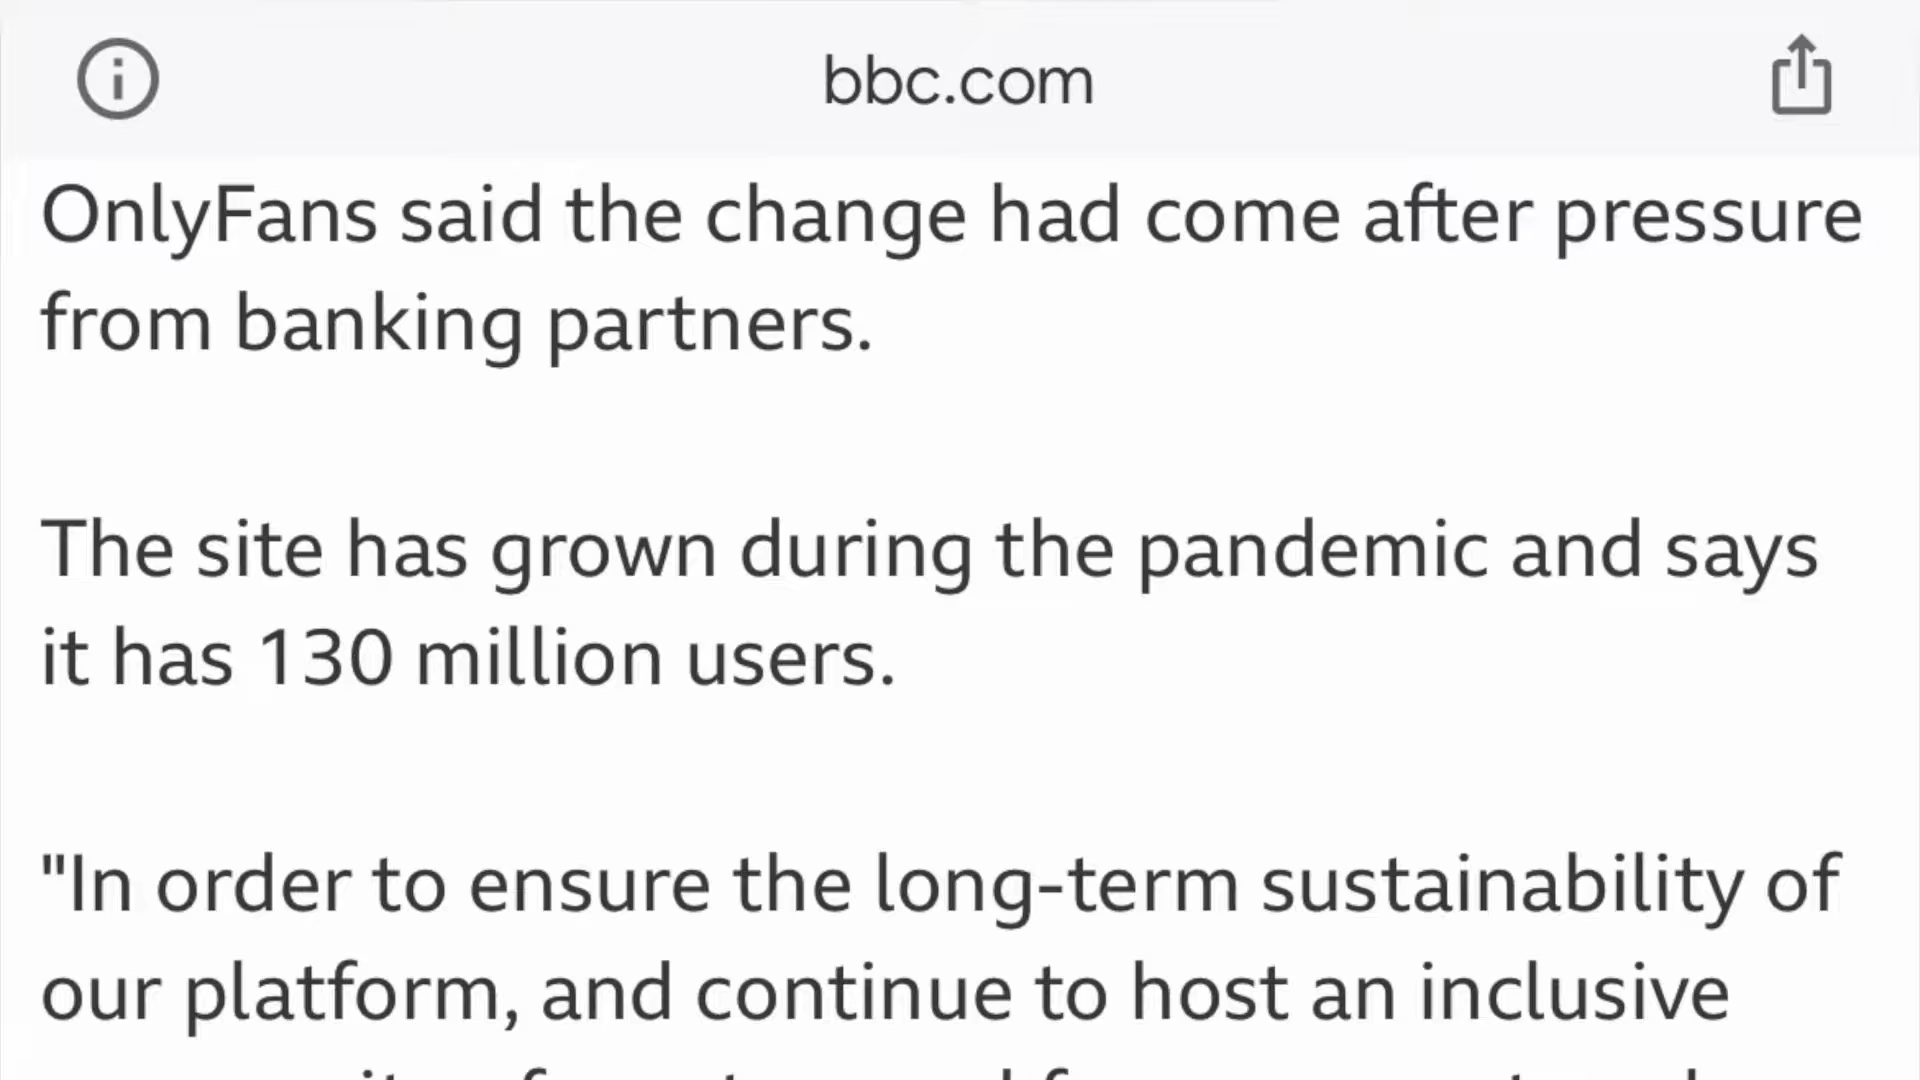 bbc.com
OnlyFans said the change had come after pressure
from banking partners.
The site has grown during the pandemic and says
it has 130 million users.
"In order to ensure the long-term sustainability of
our platform, and continue to host an inclusive